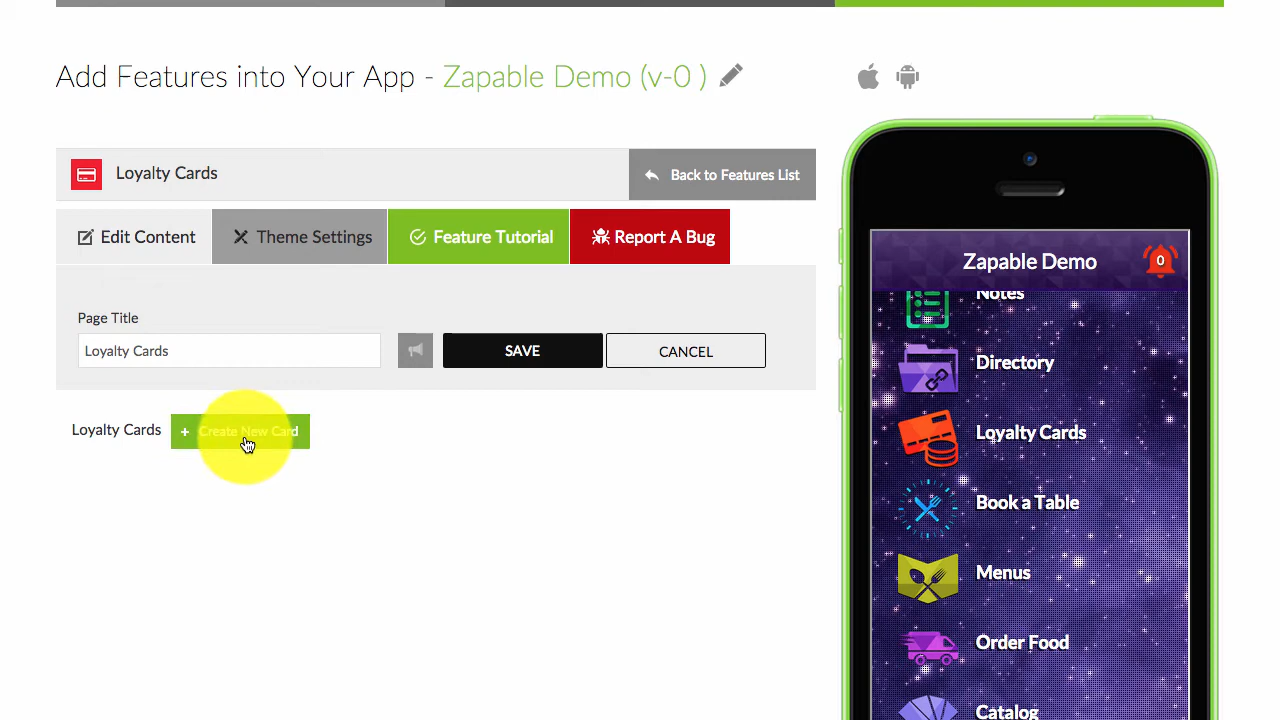 Add Features into Your App - Zapable Demo (v-0 )
Loyalty Cards
Back to Features List
Edit Content
Theme Settings
Feature Tutorial
Report A Bug
Page Title
Loyalty Cards
SAVE
CANCEL
Loyalty Cards
+ Create New Card
Zapable Demo
0
Notes
Directory
Loyalty Cards
Book a Table
Menus
Order Food
Catalog